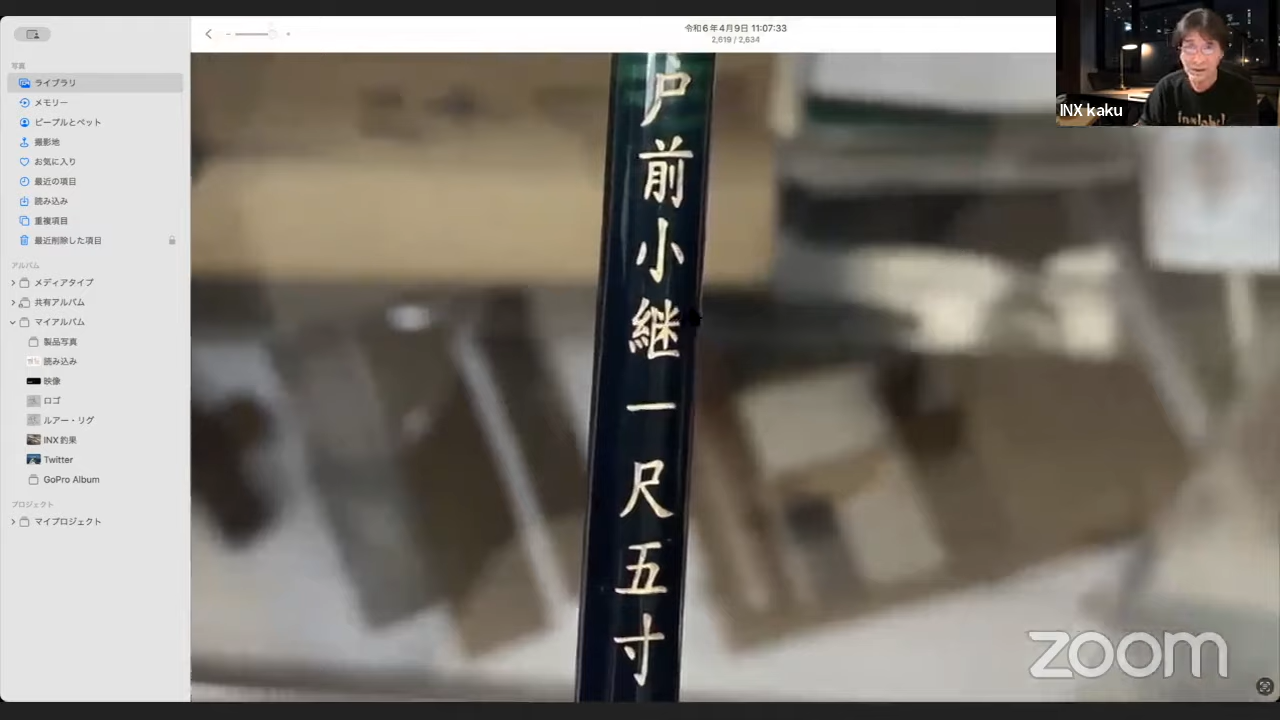 令和6年4月9日 11:07:33
2,619 / 2,634
写真
ライブラリ
メモリー
ピープルとペット
撮影地
お気に入り
最近の項目
読み込み
重複項目
最近削除した項目
アルバム
メディアタイプ
共有アルバム
マイアルバム
製品写真
読み込み
映像
ロゴ
ルアー・リグ
INX 釣果
Twitter
GoPro Album
プロジェクト
マイプロジェクト
戸前小継一尺五寸
INX kaku
zoom